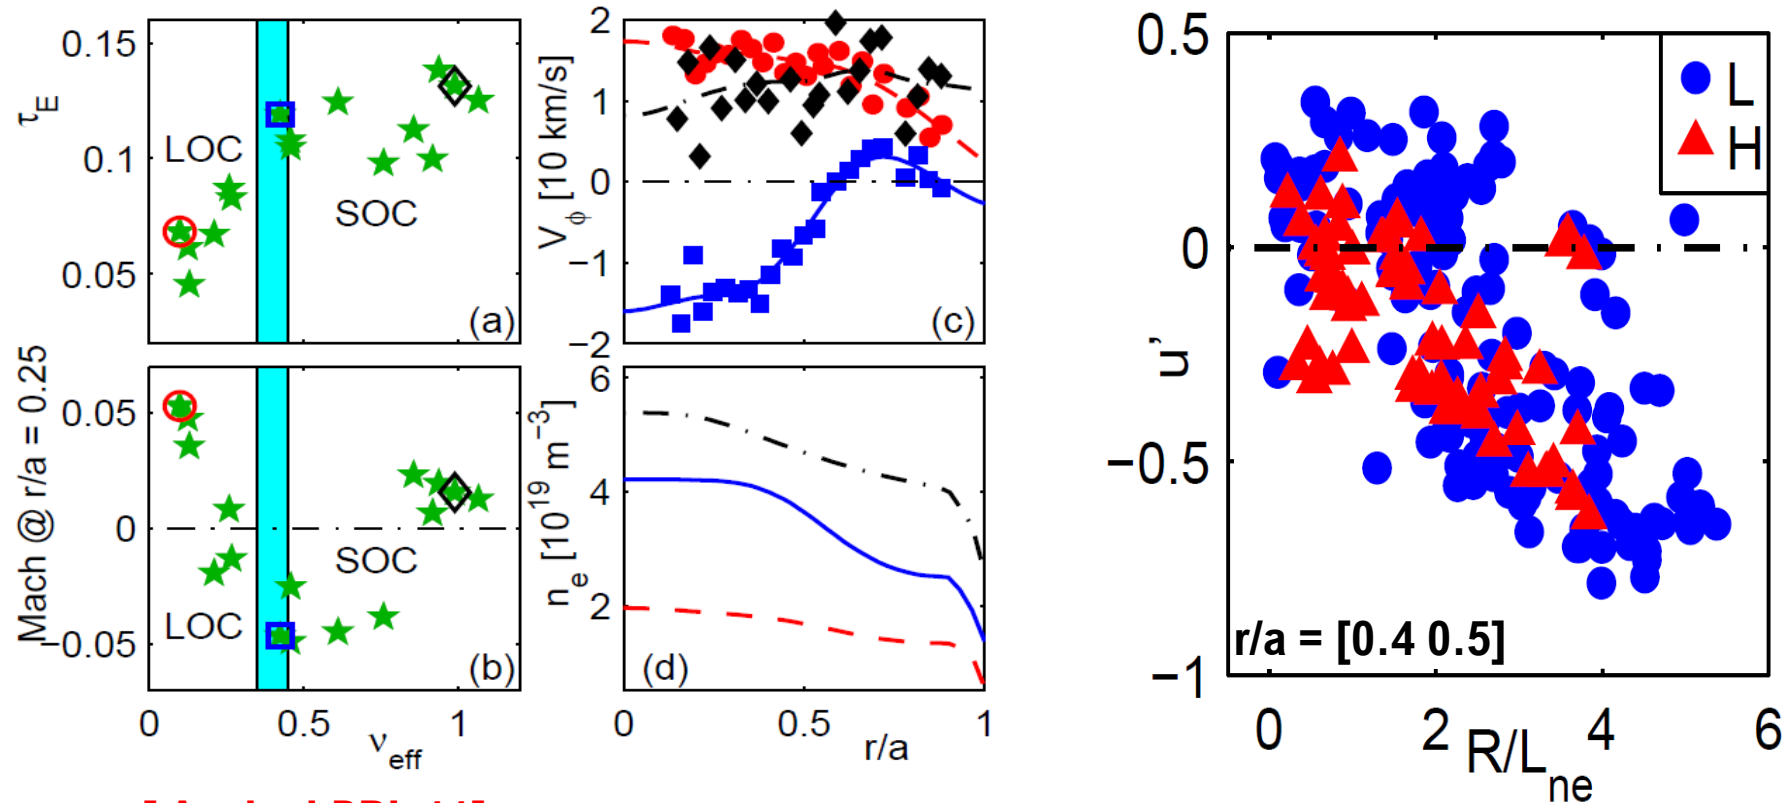 0.15
0.1
0.05
τE
LOC
SOC
(a)
Mach @ r/a = 0.25
0.05
0
−0.05
SOC
LOC
(b)
0
0.5
1
νeff
2
1
0
−1
−2
Vϕ [10 km/s]
(c)
6
4
2
ne [10^19 m^−3]
(d)
0
0.5
1
r/a
0.5
0
−0.5
−1
u’
L
H
r/a = [0.4 0.5]
0
2
4
6
R/Lne